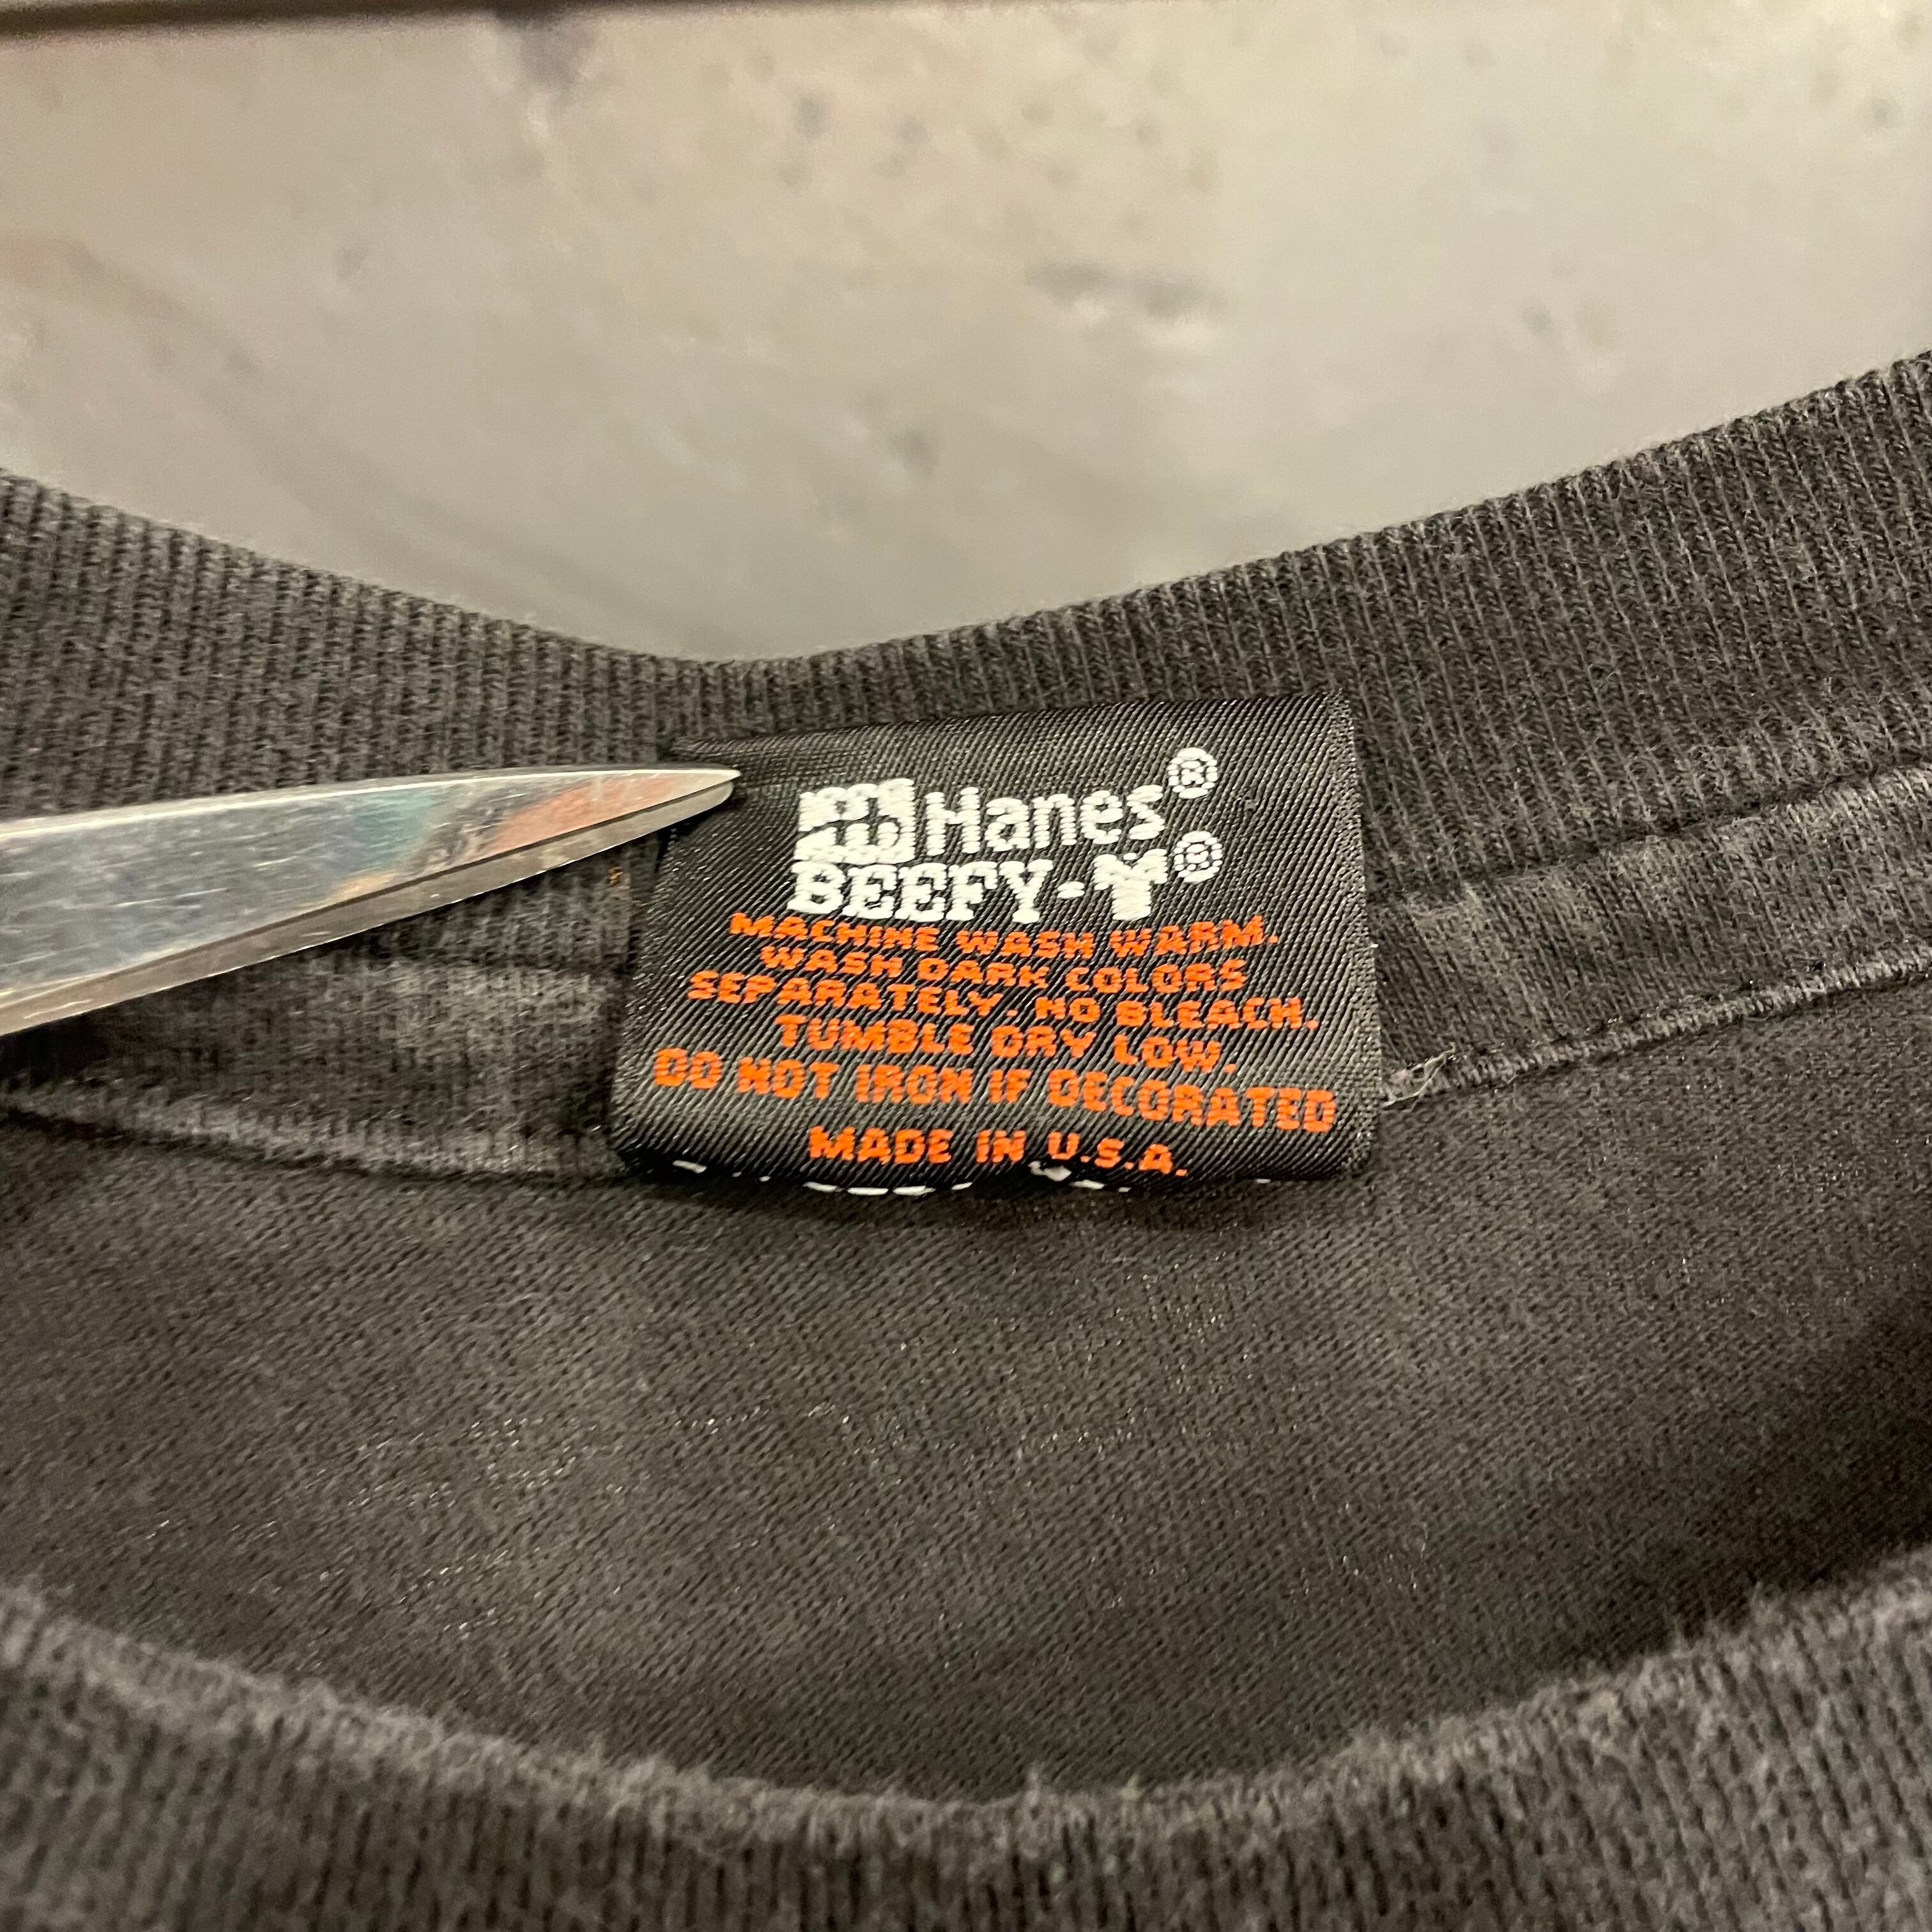 Hanes®
BEEFY-T®
MACHINE WASH WARM.
WASH DARK COLORS
SEPARATELY. NO BLEACH.
TUMBLE DRY LOW.
DO NOT IRON IF DECORATED
MADE IN U.S.A.